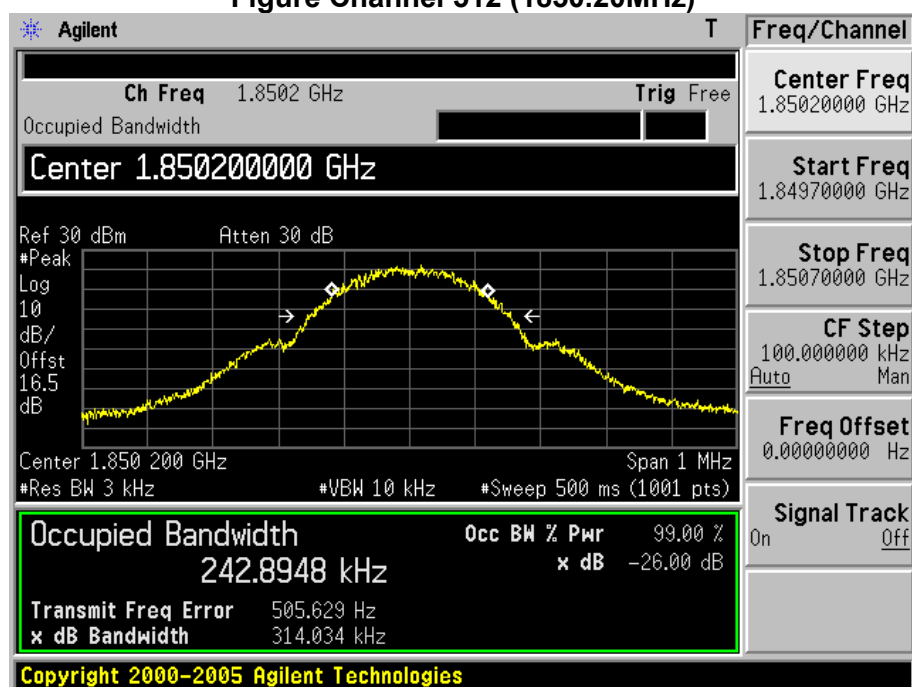 Figure Channel 512 (1850.20MHz)
Agilent T Freq/Channel
Ch Freq 1.8502 GHz Trig Free
Occupied Bandwidth
Center 1.850200000 GHz
Ref 30 dBm Atten 30 dB
#Peak
Log
10
dB/
Offst
16.5
dB
Center 1.850 200 GHz Span 1 MHz
#Res BW 3 kHz #VBW 10 kHz #Sweep 500 ms (1001 pts)
Occupied Bandwidth
242.8948 kHz
Occ BW % Pwr 99.00 %
x dB -26.00 dB
Transmit Freq Error 505.629 Hz
x dB Bandwidth 314.034 kHz
Copyright 2000-2005 Agilent Technologies
Center Freq
1.85020000 GHz
Start Freq
1.84970000 GHz
Stop Freq
1.85070000 GHz
CF Step
100.000000 kHz
Auto Man
Freq Offset
0.00000000 Hz
Signal Track
On Off